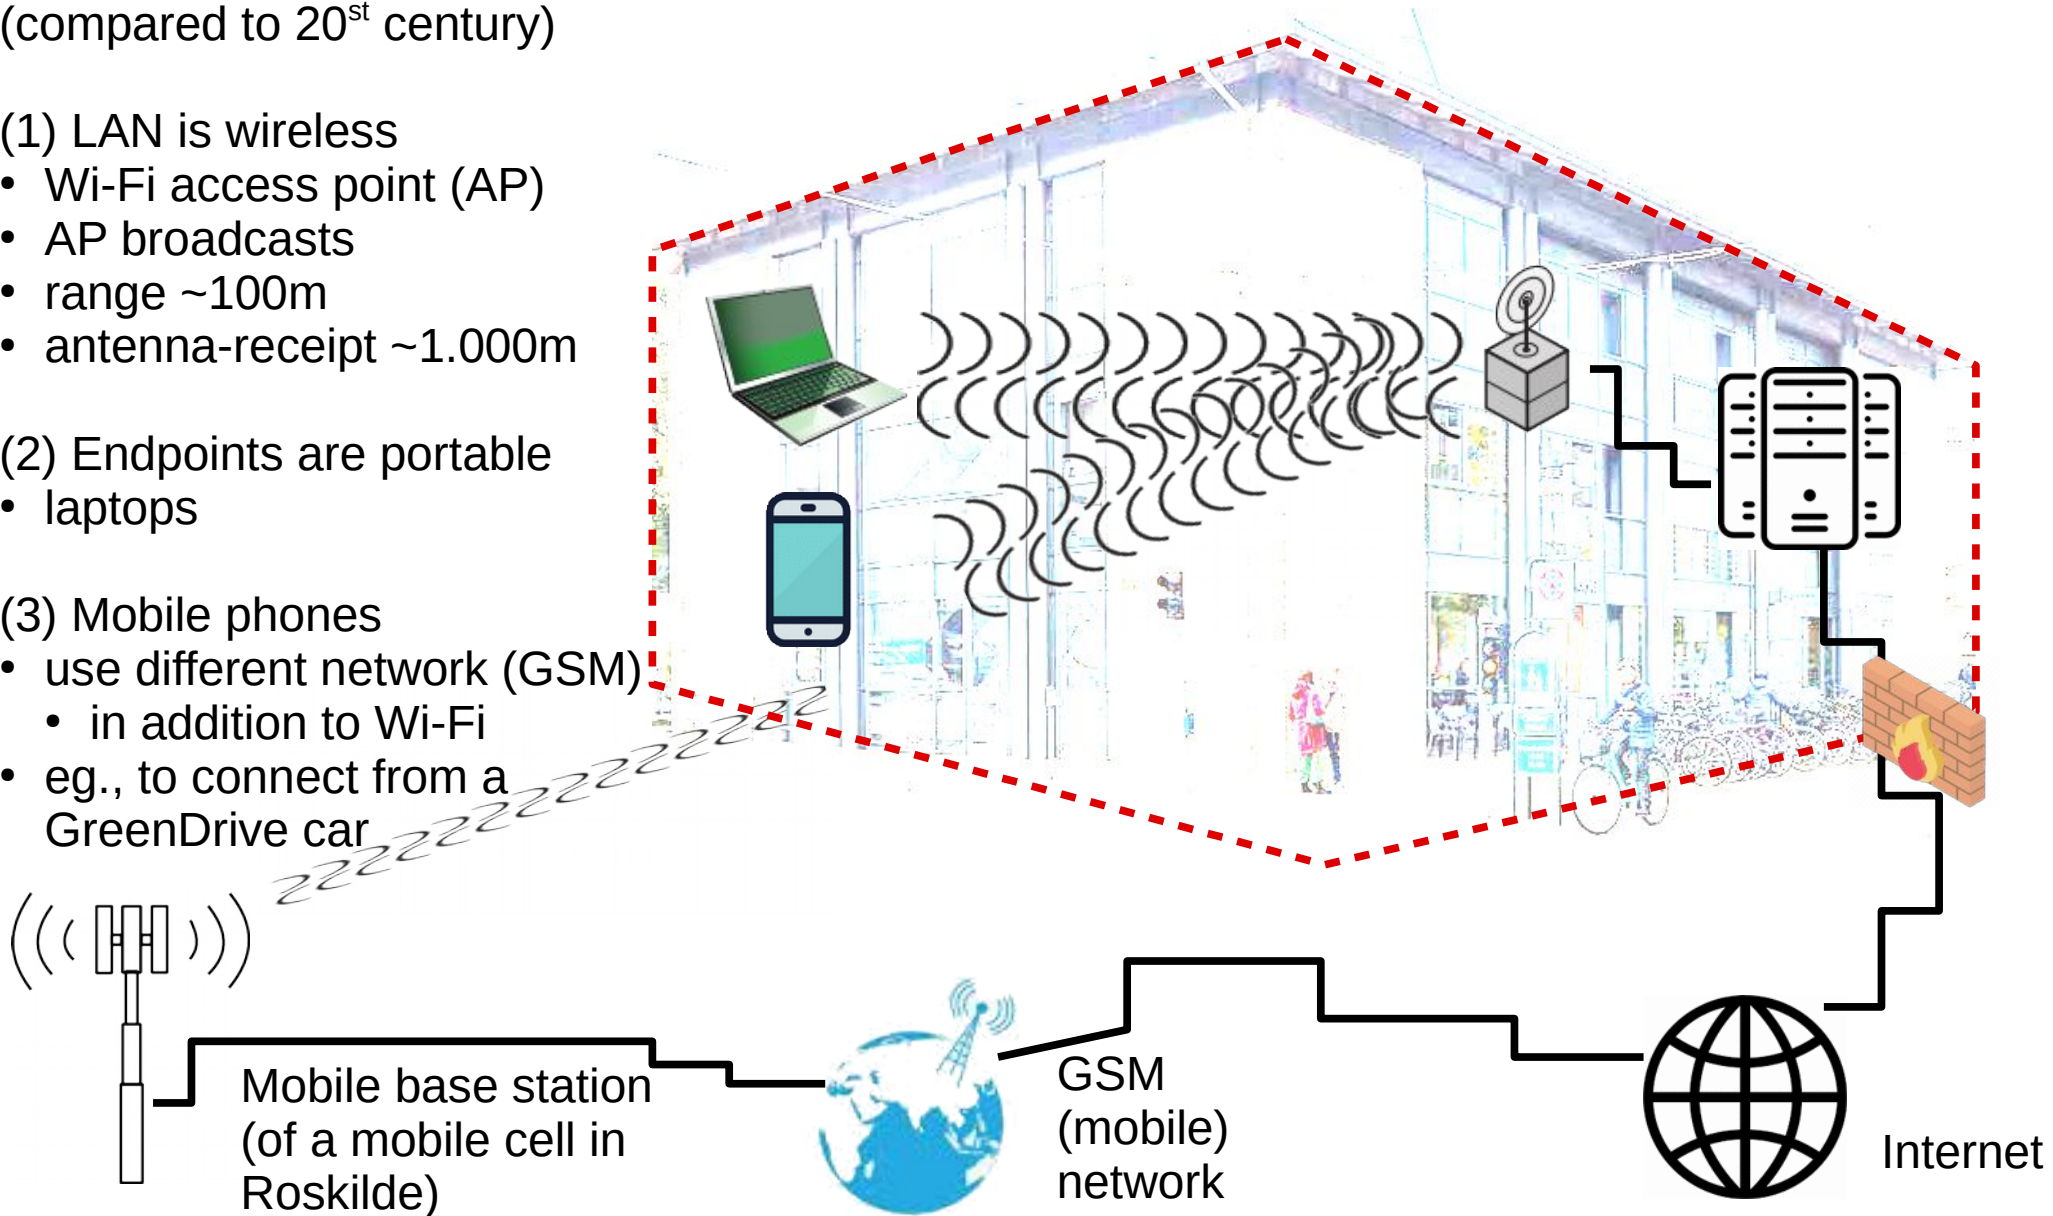 (compared to 20st century)
(1) LAN is wireless
• Wi-Fi access point (AP)
• AP broadcasts
• range ~100m
• antenna-receipt ~1.000m
(2) Endpoints are portable
• laptops
(3) Mobile phones
• use different network (GSM)
• in addition to Wi-Fi
• eg., to connect from a
GreenDrive car
Mobile base station
(of a mobile cell in
Roskilde)
GSM
(mobile)
network
Internet